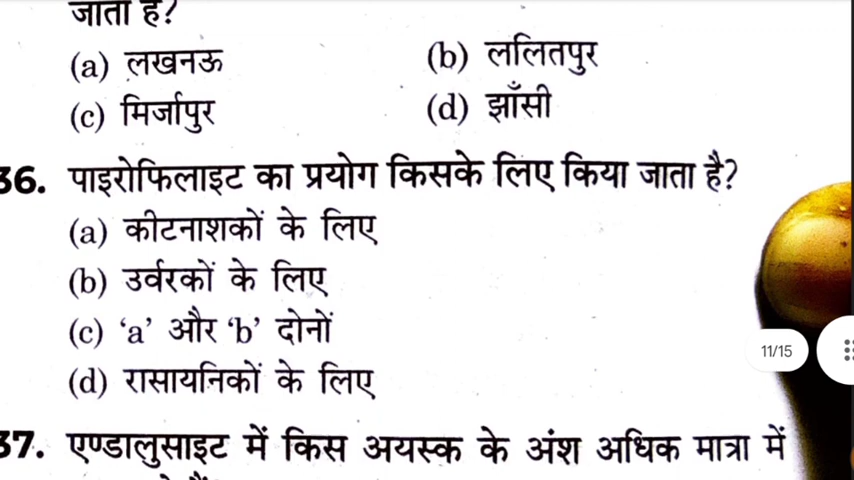 जाता है?
(a) लखनऊ (b) ललितपुर
(c) मिर्जापुर (d) झाँसी
36. पाइरोफिलाइट का प्रयोग किसके लिए किया जाता है?
(a) कीटनाशकों के लिए
(b) उर्वरकों के लिए
(c) ‘a’ और ‘b’ दोनों
11/15
(d) रासायनिकों के लिए
37. एण्डालुसाइट में किस अयस्क के अंश अधिक मात्रा में